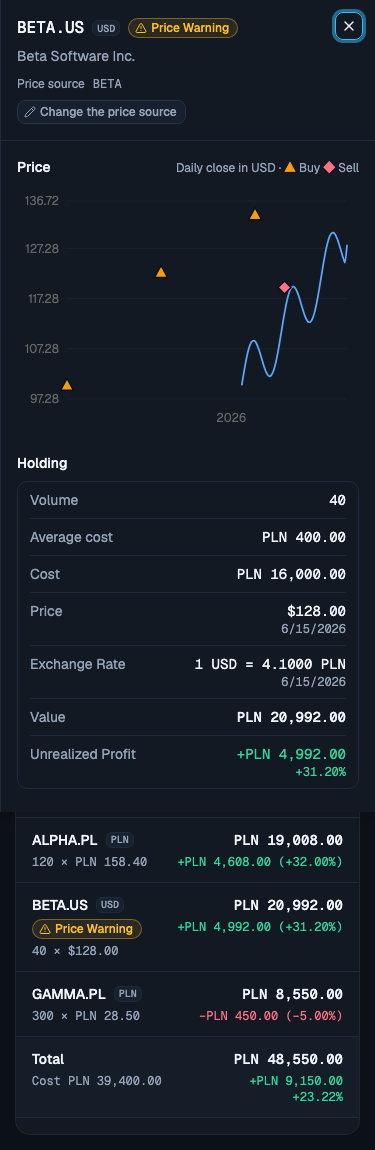 BETA.US USD Price Warning
Beta Software Inc.
Price source BETA
Change the price source
Price Daily close in USD · Buy Sell
136.72
127.28
117.28
107.28
97.28
2026
Holding
Volume 40
Average cost PLN 400.00
Cost PLN 16,000.00
Price $128.00
6/15/2026
Exchange Rate 1 USD = 4.1000 PLN
6/15/2026
Value PLN 20,992.00
Unrealized Profit +PLN 4,992.00
+31.20%
ALPHA.PL PLN PLN 19,008.00
120 × PLN 158.40 +PLN 4,608.00 (+32.00%)
BETA.US USD PLN 20,992.00
Price Warning +PLN 4,992.00 (+31.20%)
40 × $128.00
GAMMA.PL PLN PLN 8,550.00
300 × PLN 28.50 −PLN 450.00 (−5.00%)
Total PLN 48,550.00
Cost PLN 39,400.00 +PLN 9,150.00
+23.22%